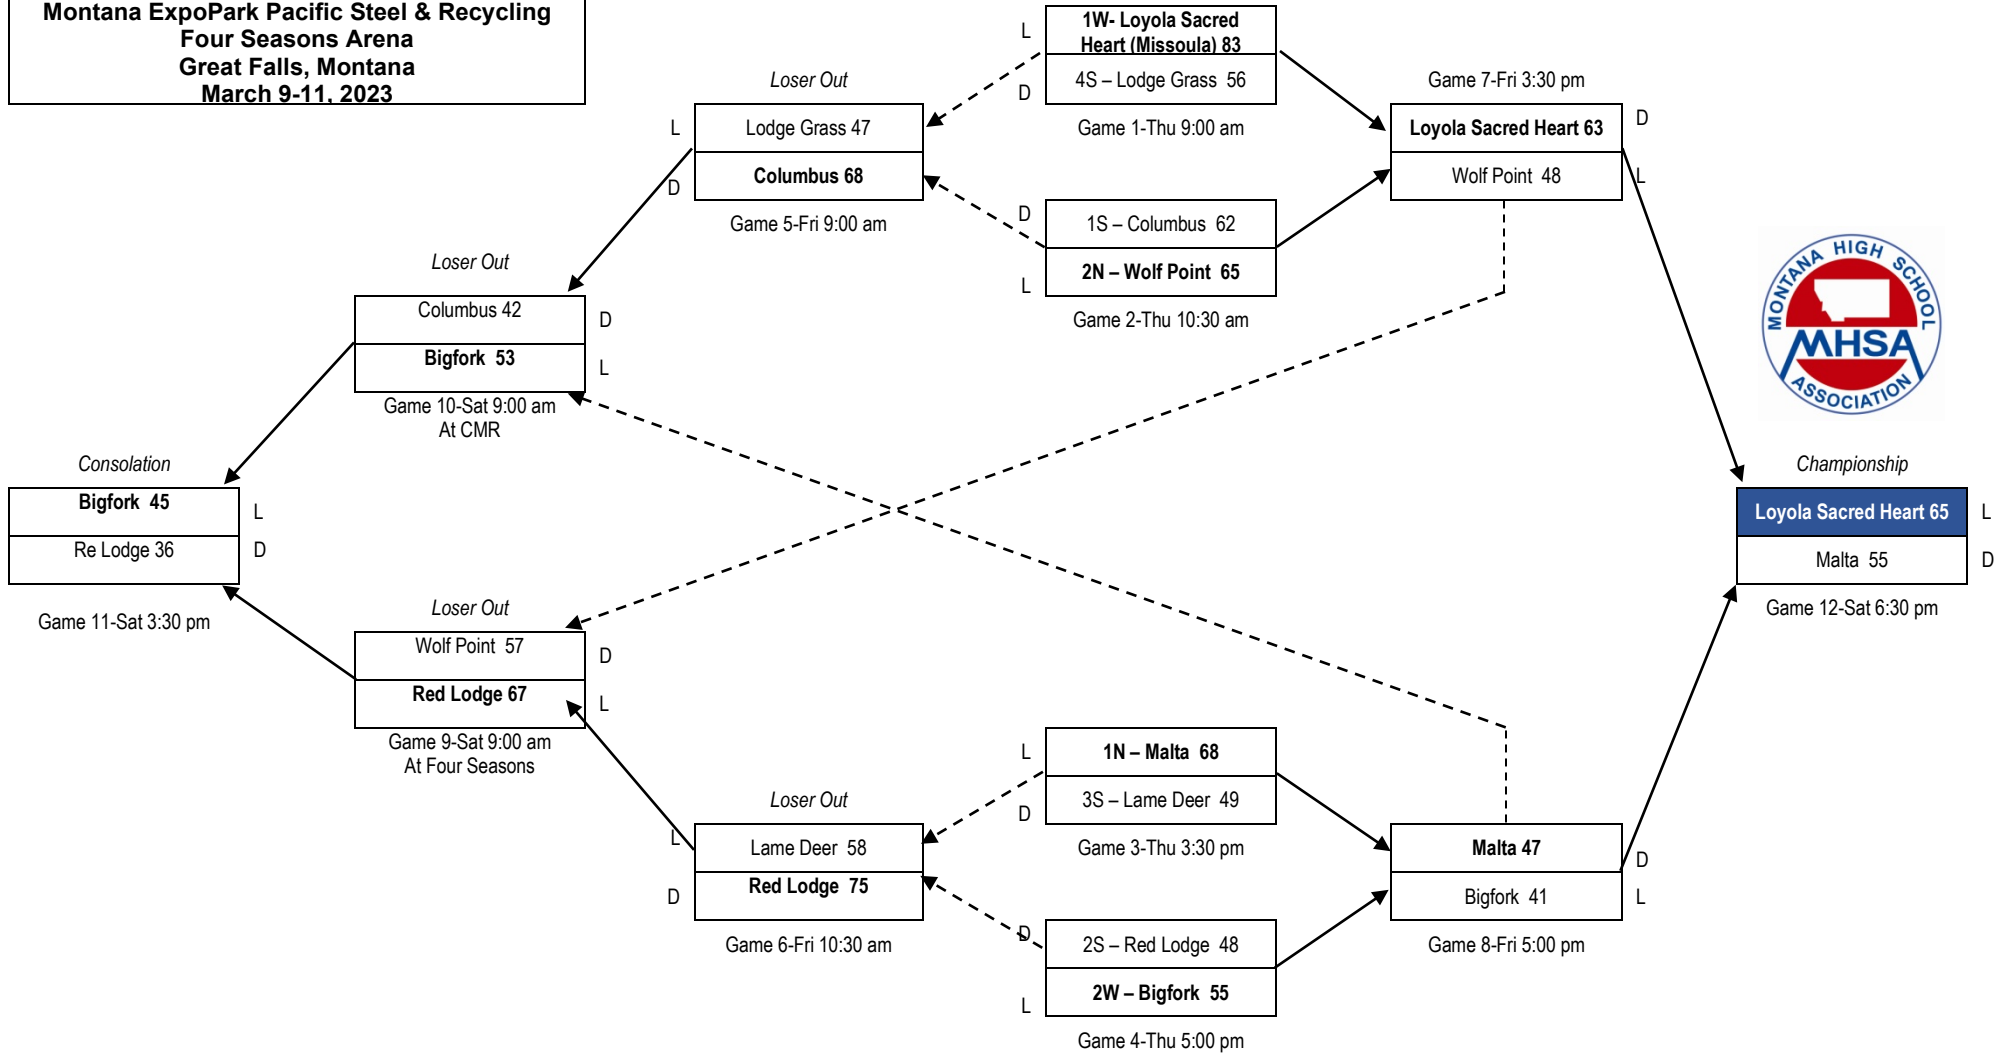 Montana ExpoPark Pacific Steel & Recycling
Four Seasons Arena
Great Falls, Montana
March 9-11, 2023
L
1W- Loyola Sacred
Heart (Missoula) 83
4S – Lodge Grass 56
D
Game 1-Thu 9:00 am
D
1S – Columbus 62
2N – Wolf Point 65
L
Game 2-Thu 10:30 am
L
1N – Malta 68
3S – Lame Deer 49
D
Game 3-Thu 3:30 pm
D
2S – Red Lodge 48
2W – Bigfork 55
L
Game 4-Thu 5:00 pm
Loser Out
L
Lodge Grass 47
Columbus 68
D
Game 5-Fri 9:00 am
Loser Out
L
Lame Deer 58
Red Lodge 75
D
Game 6-Fri 10:30 am
Game 7-Fri 3:30 pm
Loyola Sacred Heart 63
D
Wolf Point 48
L
Malta 47
D
Bigfork 41
L
Game 8-Fri 5:00 pm
Loser Out
Columbus 42
D
Bigfork 53
L
Game 10-Sat 9:00 am
At CMR
Loser Out
Wolf Point 57
D
Red Lodge 67
L
Game 9-Sat 9:00 am
At Four Seasons
Consolation
Bigfork 45
L
Re Lodge 36
D
Game 11-Sat 3:30 pm
MONTANA HIGH SCHOOL
MHSA
ASSOCIATION
Championship
Loyola Sacred Heart 65
L
Malta 55
D
Game 12-Sat 6:30 pm